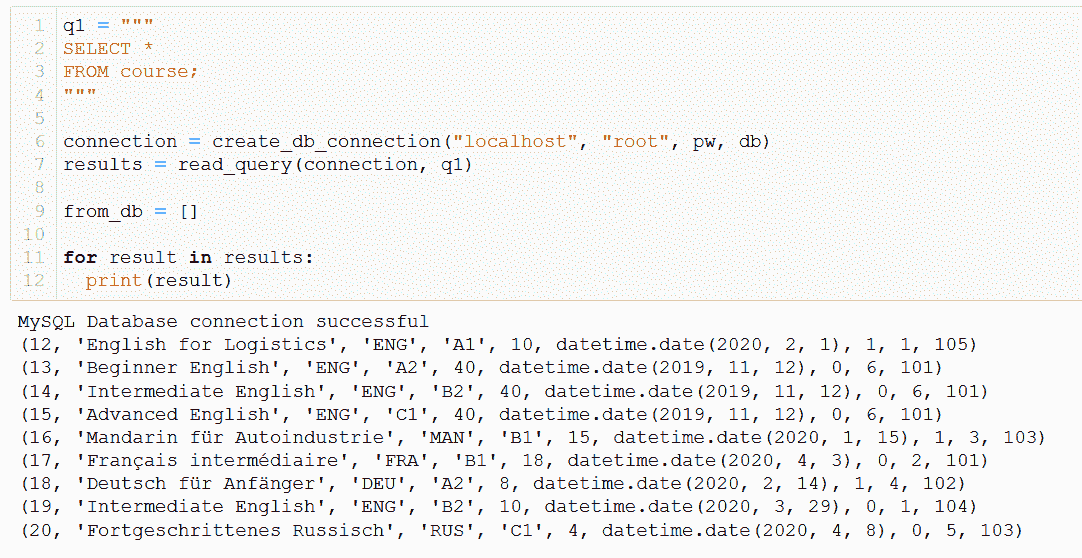 1 q1 = """
2 SELECT *
3 FROM course;
4 """
5
6 connection = create_db_connection("localhost", "root", pw, db)
7 results = read_query(connection, q1)
8
9 from_db = []
10
11 for result in results:
12   print(result)
MySQL Database connection successful
(12, 'English for Logistics', 'ENG', 'A1', 10, datetime.date(2020, 2, 1), 1, 1, 105)
(13, 'Beginner English', 'ENG', 'A2', 40, datetime.date(2019, 11, 12), 0, 6, 101)
(14, 'Intermediate English', 'ENG', 'B2', 40, datetime.date(2019, 11, 12), 0, 6, 101)
(15, 'Advanced English', 'ENG', 'C1', 40, datetime.date(2019, 11, 12), 0, 6, 101)
(16, 'Mandarin für Autoindustrie', 'MAN', 'B1', 15, datetime.date(2020, 1, 15), 1, 3, 103)
(17, 'Français intermédiaire', 'FRA', 'B1', 18, datetime.date(2020, 4, 3), 0, 2, 101)
(18, 'Deutsch für Anfänger', 'DEU', 'A2', 8, datetime.date(2020, 2, 14), 1, 4, 102)
(19, 'Intermediate English', 'ENG', 'B2', 10, datetime.date(2020, 3, 29), 0, 1, 104)
(20, 'Fortgeschrittenes Russisch', 'RUS', 'C1', 4, datetime.date(2020, 4, 8), 0, 5, 103)